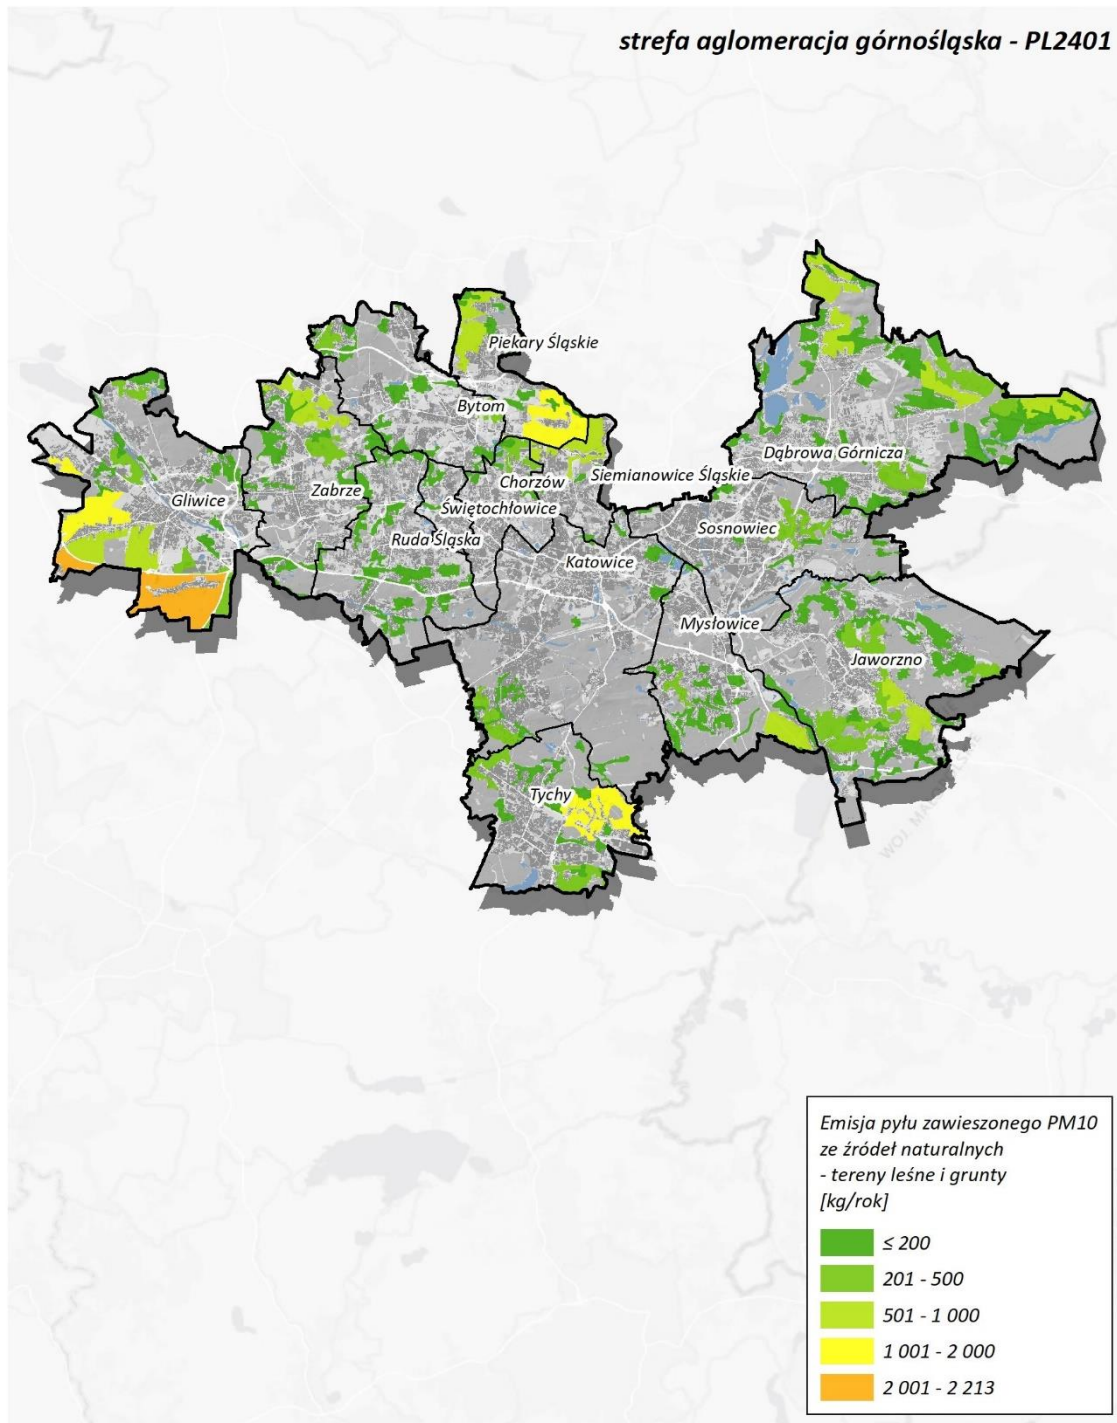 strefa aglomeracja górnośląska - PL2401
Piekary Śląskie
Bytom
Dąbrowa Górnicza
Chorzów
Siemianowice Śląskie
Zabrze
Gliwice
Świętochłowice
Sosnowiec
Ruda Śląska
Katowice
Mysłowice
Jaworzno
Tychy
Emisja pyłu zawieszonego PM10
ze źródeł naturalnych
- tereny leśne i grunty
[kg/rok]
≤ 200
201 - 500
501 - 1 000
1 001 - 2 000
2 001 - 2 213